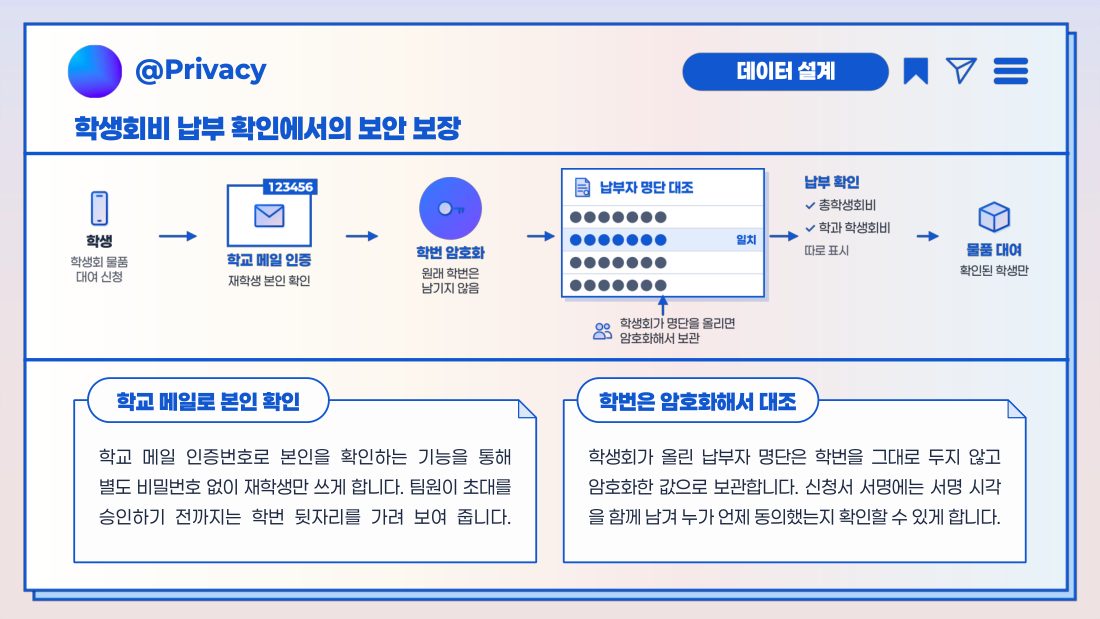 @Privacy
데이터 설계
학생회비 납부 확인에서의 보안 보장
학생
학생회 물품
대여 신청
123456
학교 메일 인증
재학생 본인 확인
학번 암호화
원래 학번은
남기지 않음
납부자 명단 대조
일치
학생회가 명단을 올리면
암호화해서 보관
납부 확인
총학생회비
학과 학생회비
따로 표시
물품 대여
확인된 학생만
학교 메일로 본인 확인
학교 메일 인증번호로 본인을 확인하는 기능을 통해
별도 비밀번호 없이 재학생만 쓰게 합니다. 팀원이 초대를
승인하기 전까지는 학번 뒷자리를 가려 보여 줍니다.
학번은 암호화해서 대조
학생회가 올린 납부자 명단은 학번을 그대로 두지 않고
암호화한 값으로 보관합니다. 신청서 서명에는 서명 시각
을 함께 남겨 누가 언제 동의했는지 확인할 수 있게 합니다.